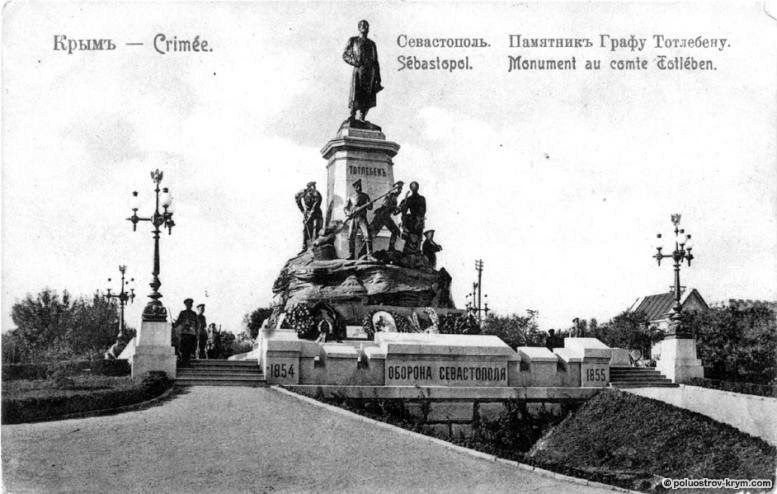 Крымъ — Crimée.
Севастополь. Памятникъ Графу Тотлебену.
Sébastopol. Monument au comte Totlében.
ТОТЛЕБЕНЪ
1854 ОБОРОНА СЕВАСТОПОЛЯ 1855
© poluostrov-krym.com